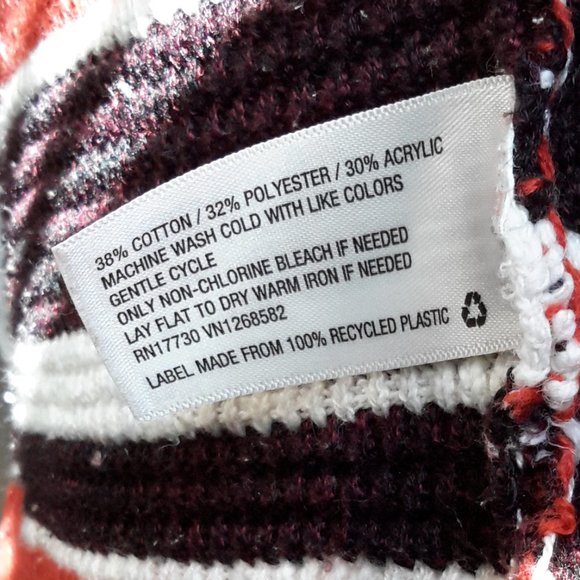 38% COTTON / 32% POLYESTER / 30% ACRYLIC
MACHINE WASH COLD WITH LIKE COLORS
GENTLE CYCLE
ONLY NON-CHLORINE BLEACH IF NEEDED
LAY FLAT TO DRY WARM IRON IF NEEDED
RN17730 VN1268582
LABEL MADE FROM 100% RECYCLED PLASTIC